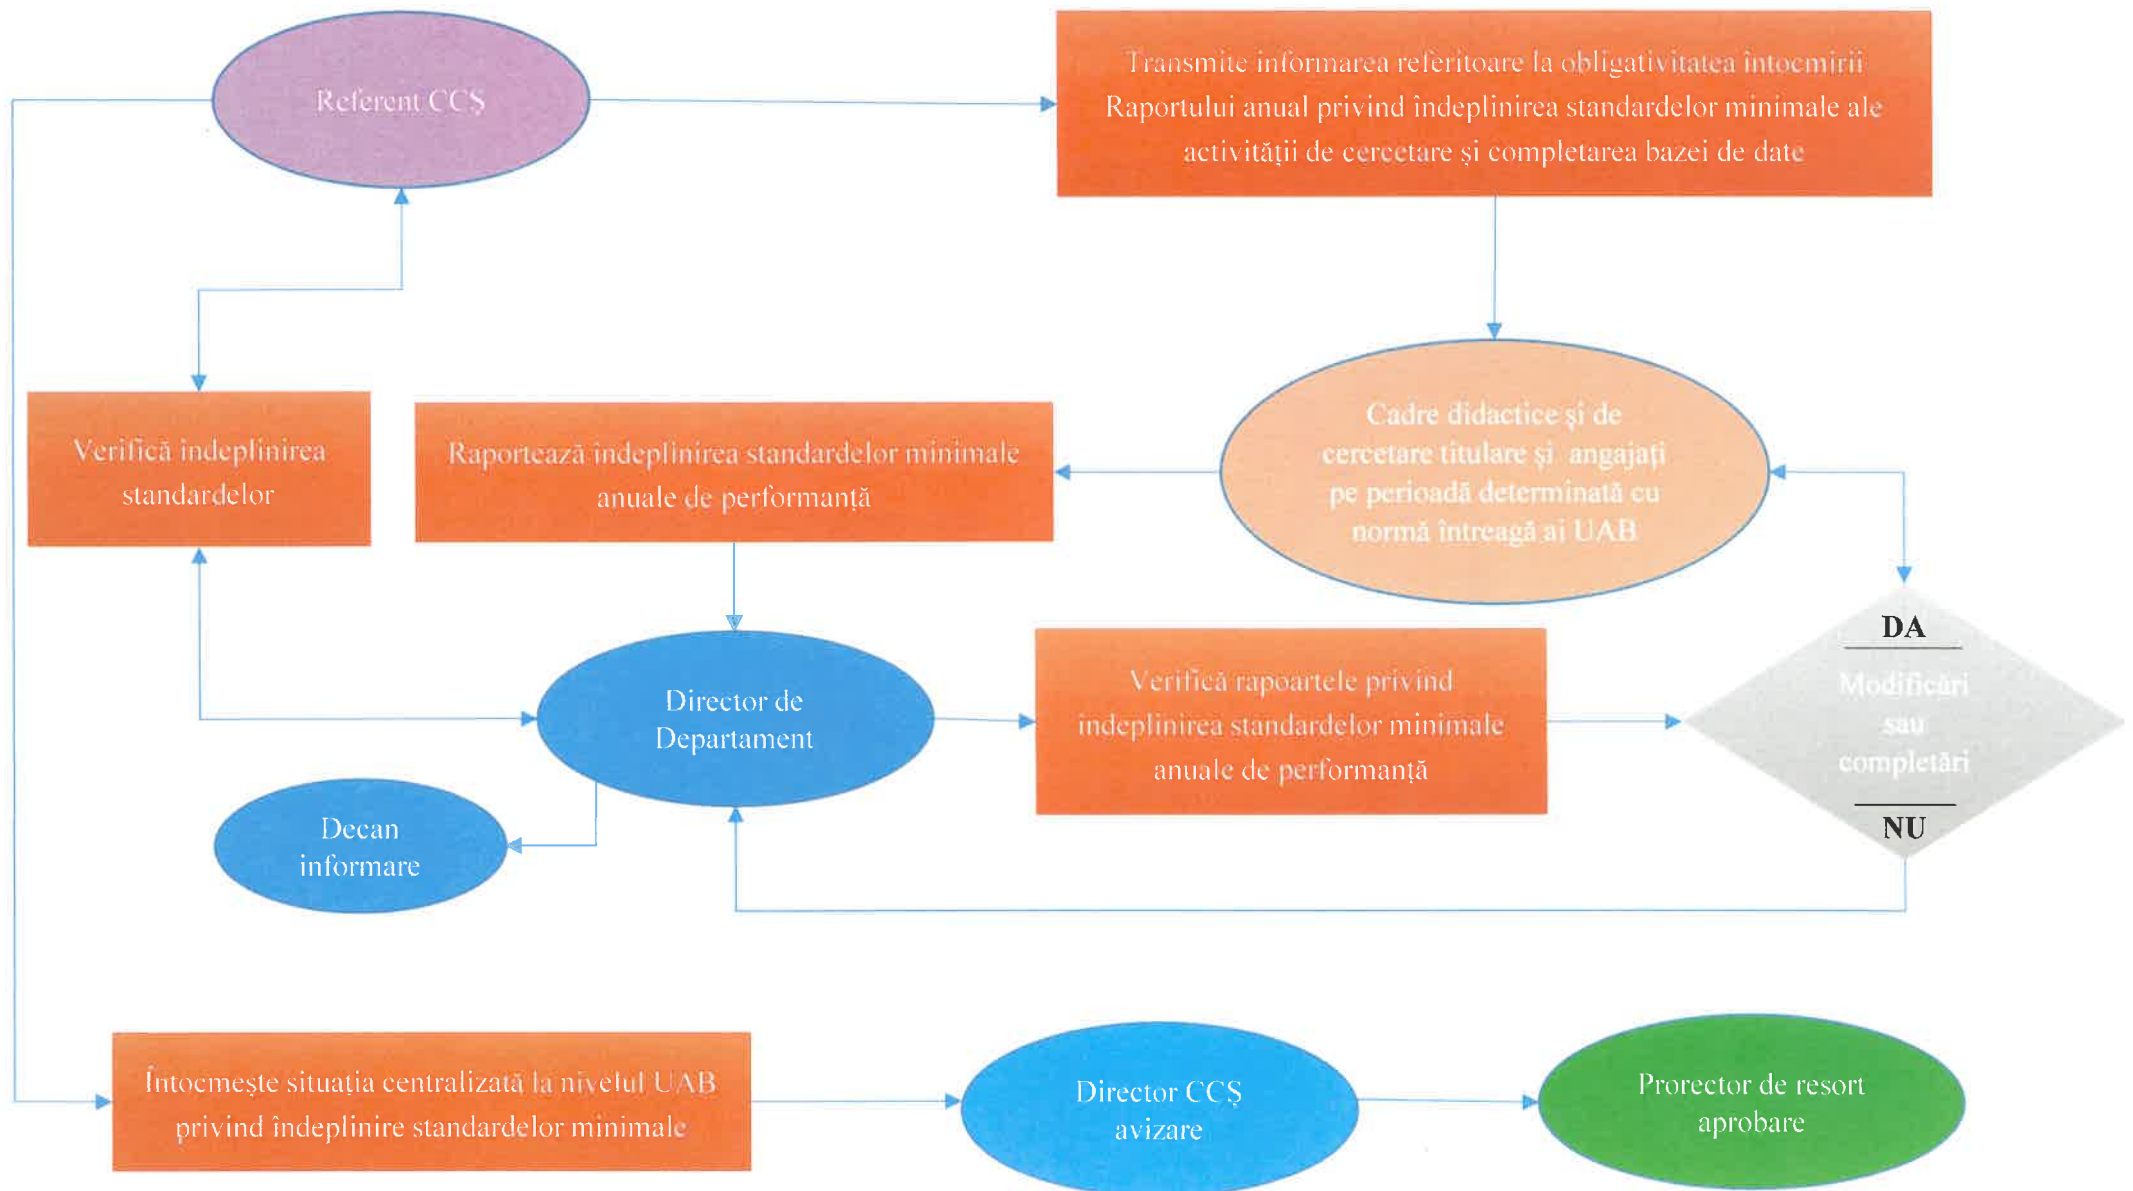 Referent CCȘ
Transmite informarea referitoare la obligativitatea întocmirii
Raportului anual privind îndeplinirea standardelor minimale ale
activității de cercetare și completarea bazei de date
Verifică îndeplinirea
standardelor
Raportează îndeplinirea standardelor minimale
anuale de performanță
Cadre didactice și de
cercetare titulare și angajați
pe perioadă determinată cu
normă întreagă ai UAB
Director de
Departament
Verifică rapoartele privind
îndeplinirea standardelor minimale
anuale de performanță
DA
Modificări
sau
completări
NU
Decan
informare
Întocmește situația centralizată la nivelul UAB
privind îndeplinire standardelor minimale
Director CCȘ
avizare
Prorector de resort
aprobare